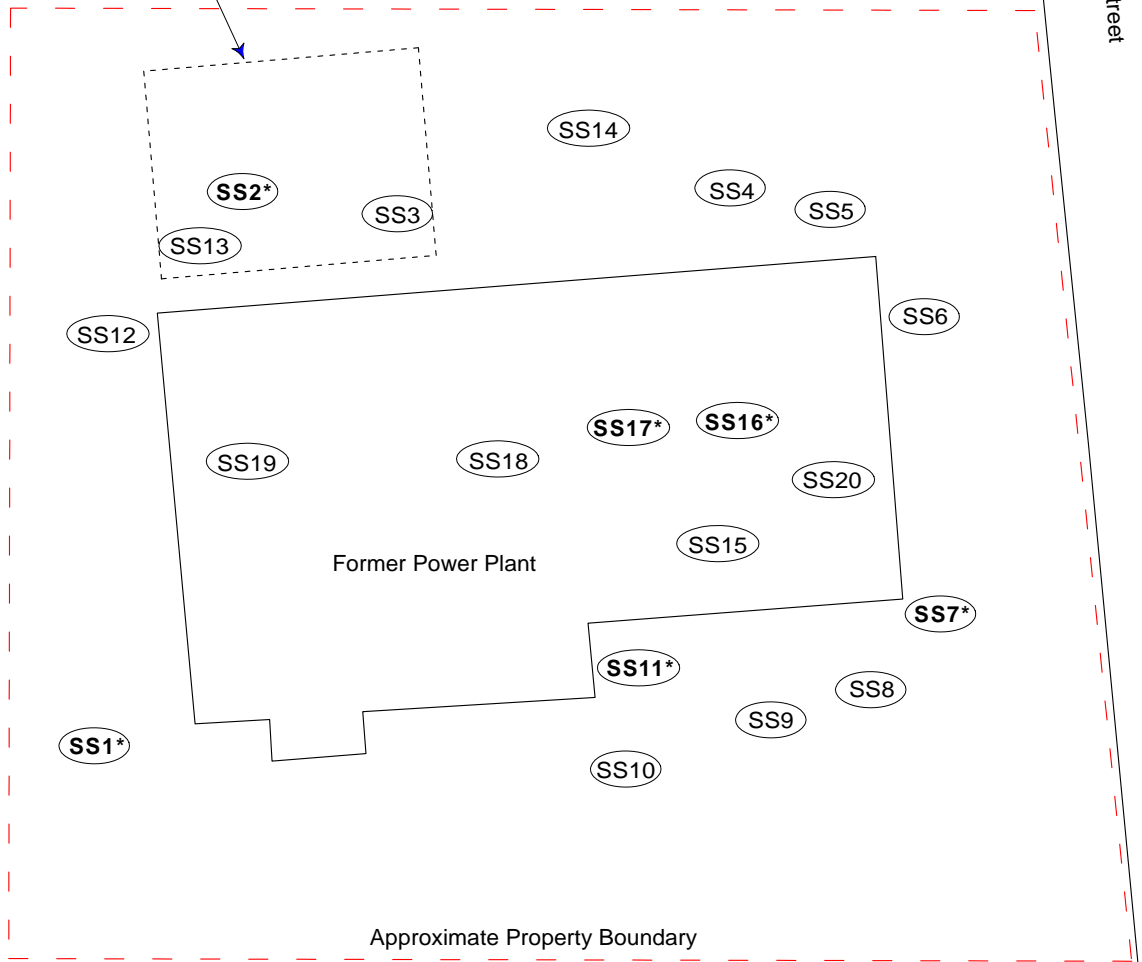 treet
SS14
SS4
SS2*
SS5
SS3
SS13
SS6
SS12
SS16*
SS17*
SS18
SS19
SS20
SS15
Former Power Plant
SS7*
SS11*
SS8
SS9
SS1*
SS10
Approximate Property Boundary